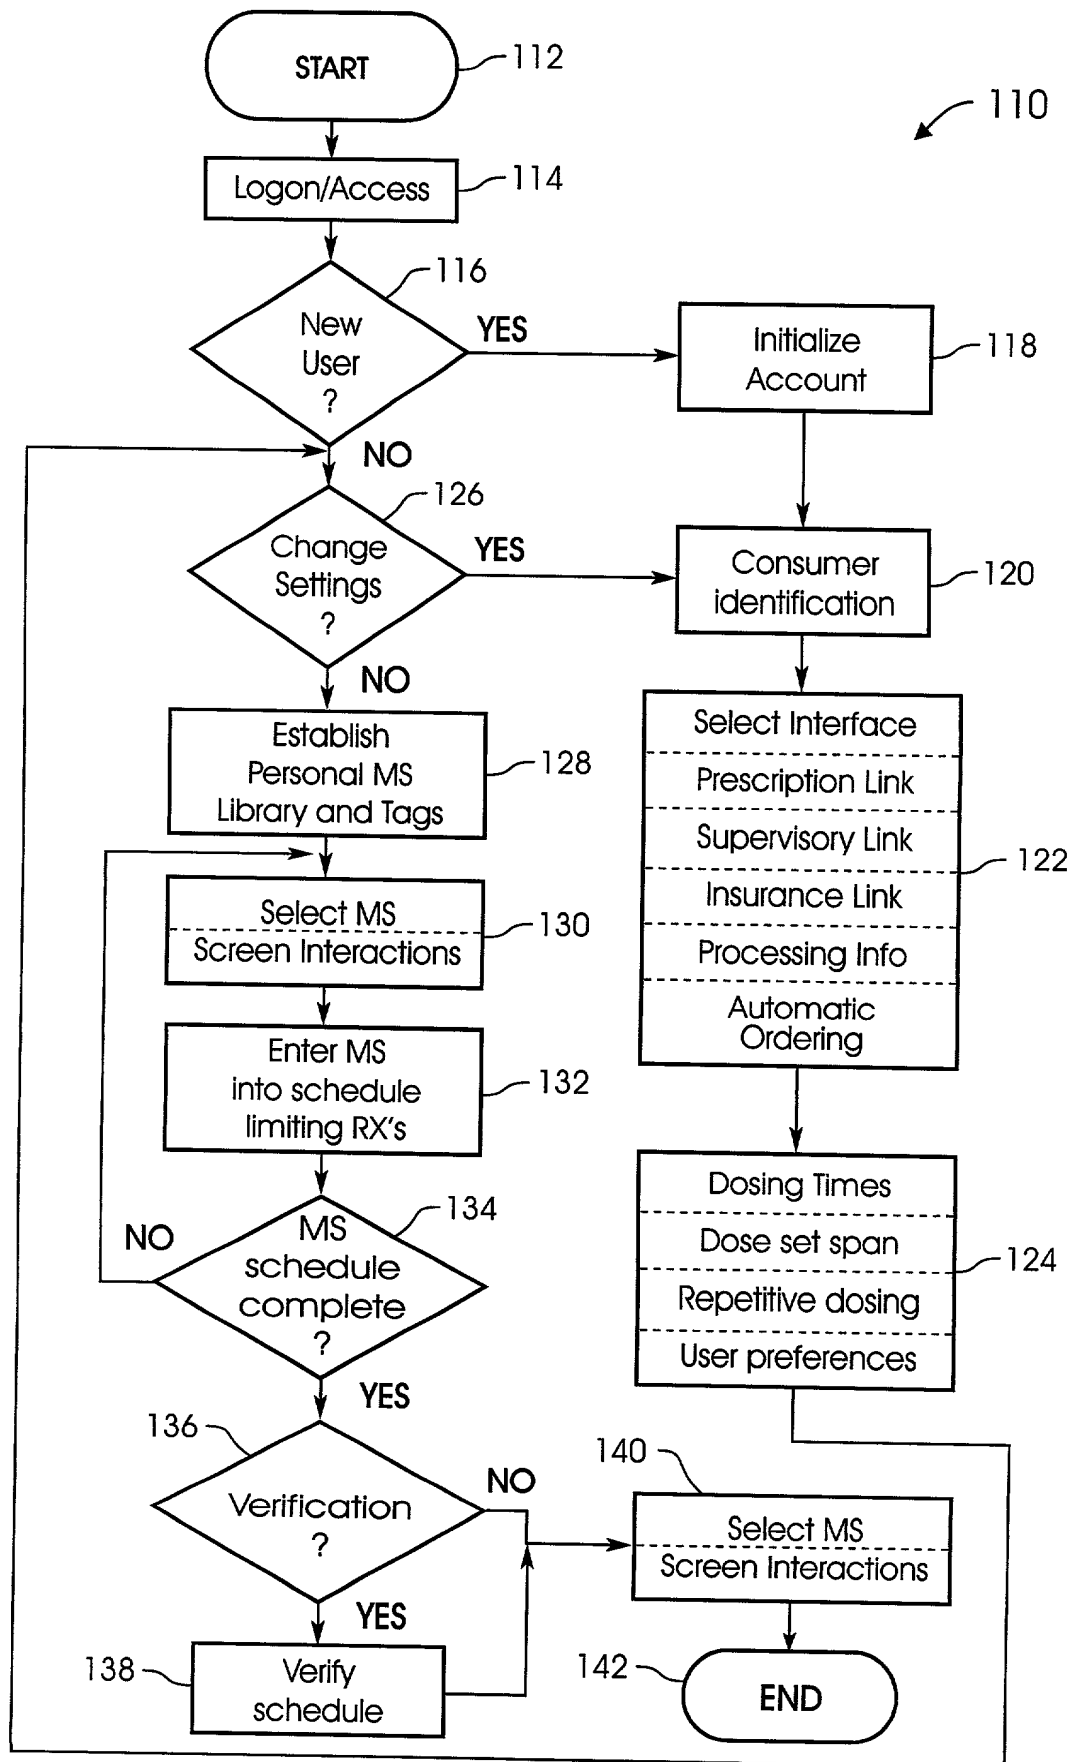 START
112
110
Logon/Access
114
116
New
User
?
YES
Initialize
Account
118
NO
126
Change
Settings
?
YES
Consumer
identification
120
NO
Establish
Personal MS
Library and Tags
128
Select Interface
Prescription Link
Supervisory Link
Insurance Link
Processing Info
Automatic
Ordering
122
Select MS
Screen Interactions
130
Enter MS
into schedule
limiting RX's
132
134
NO
MS
schedule
complete
?
Dosing Times
Dose set span
Repetitive dosing
User preferences
124
YES
136
Verification
?
NO
140
Select MS
Screen Interactions
YES
138
Verify
schedule
142
END